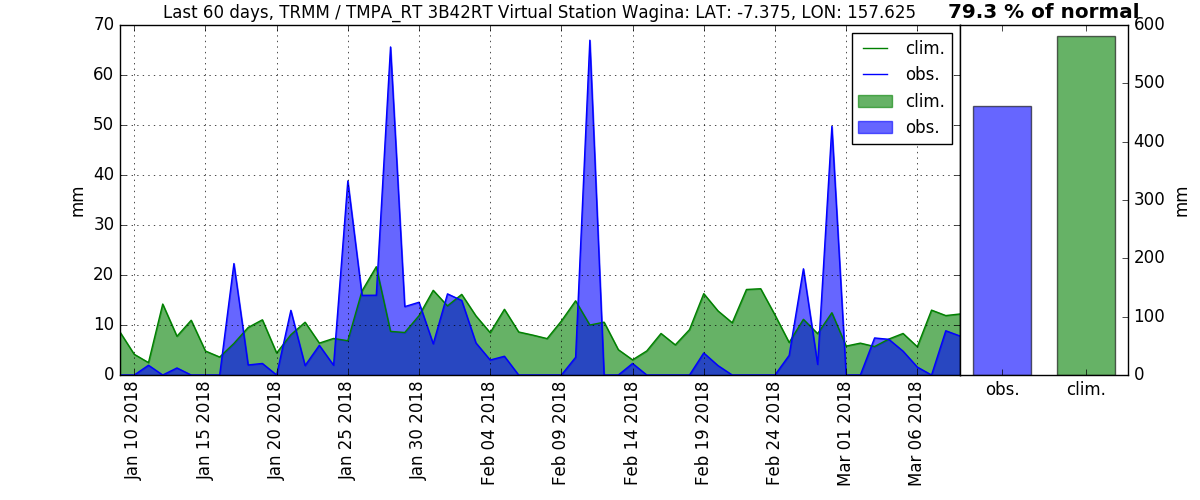 Last 60 days, TRMM / TMPA_RT 3B42RT Virtual Station Wagina: LAT: -7.375, LON: 157.625
79.3 % of normal
70
60
50
40
30
20
10
0
mm
clim.
obs.
clim.
obs.
600
500
400
300
200
100
0
mm
Jan 10 2018
Jan 15 2018
Jan 20 2018
Jan 25 2018
Jan 30 2018
Feb 04 2018
Feb 09 2018
Feb 14 2018
Feb 19 2018
Feb 24 2018
Mar 01 2018
Mar 06 2018
obs.
clim.